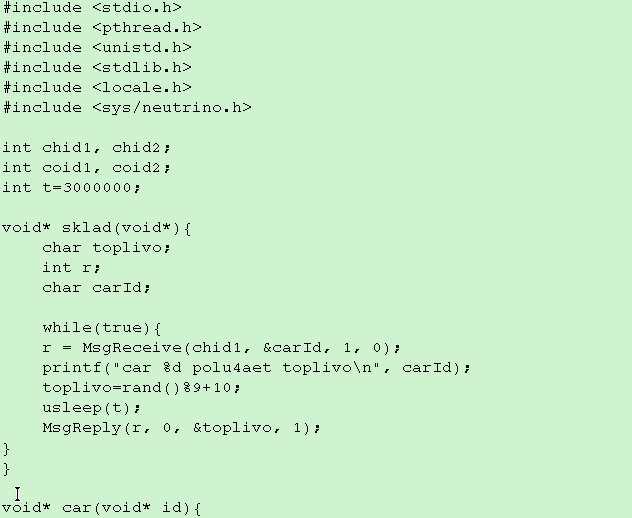 #include <stdio.h>
#include <pthread.h>
#include <unistd.h>
#include <stdlib.h>
#include <locale.h>
#include <sys/neutrino.h>
int chid1, chid2;
int coid1, coid2;
int t=3000000;
void* sklad(void*){
char toplivo;
int r;
char carId;
while(true){
r = MsgReceive(chid1, &carId, 1, 0);
printf("car %d polu4aet toplivo\n", carId);
toplivo=rand()%9+10;
usleep(t);
MsgReply(r, 0, &toplivo, 1);
}
}
void* car(void* id){